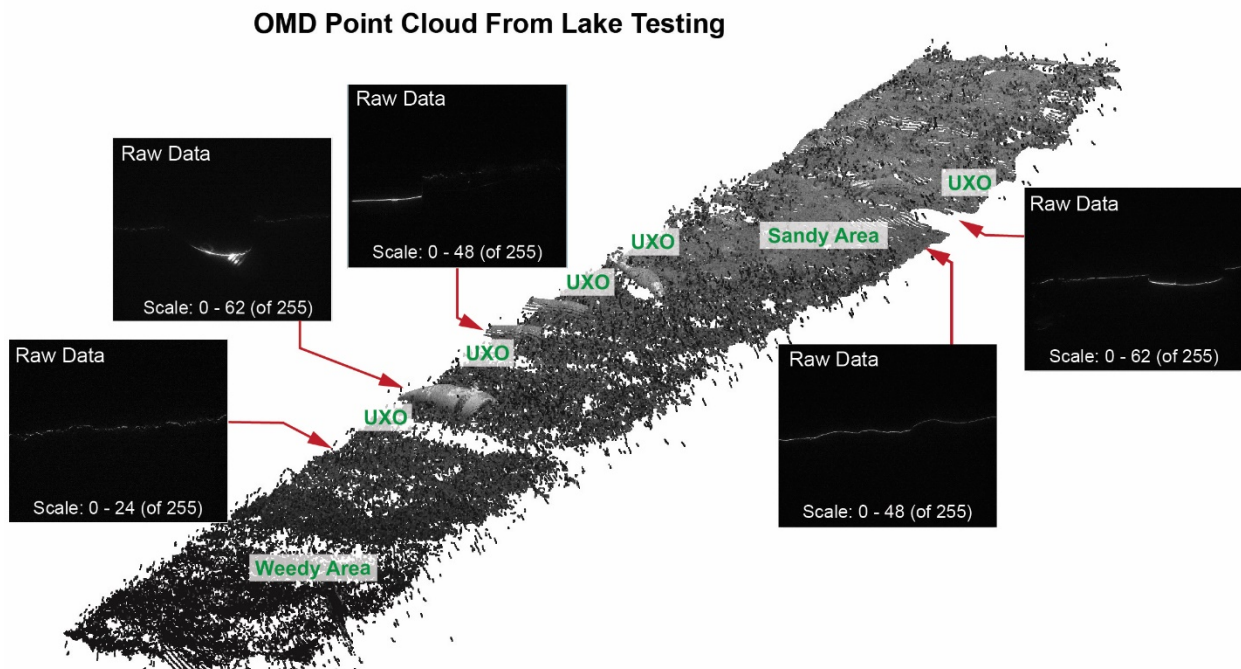 OMD Point Cloud From Lake Testing
Raw Data
Scale: 0 - 48 (of 255)
Raw Data
Scale: 0 - 62 (of 255)
Raw Data
Scale: 0 - 24 (of 255)
UXO
UXO
UXO
UXO
UXO
Sandy Area
Weedy Area
Raw Data
Scale: 0 - 62 (of 255)
Raw Data
Scale: 0 - 48 (of 255)